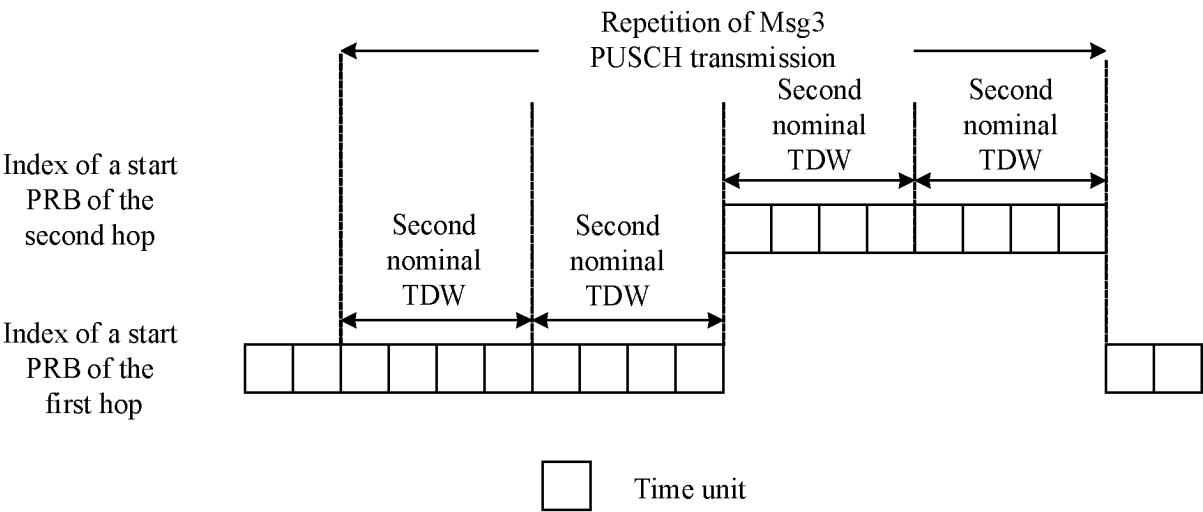 Repetition of Msg3
PUSCH transmission
Second
nominal
TDW
Second
nominal
TDW
Index of a start
PRB of the
second hop
Second
nominal
TDW
Second
nominal
TDW
Index of a start
PRB of the
first hop
Time unit